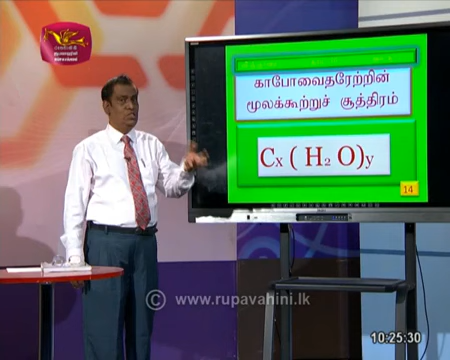 காபோவைதரேற்றின்
மூலக்கூற்றுச் சூத்திரம்
Cx ( H2 O)y
14
© www.rupavahini.lk
10:25:30